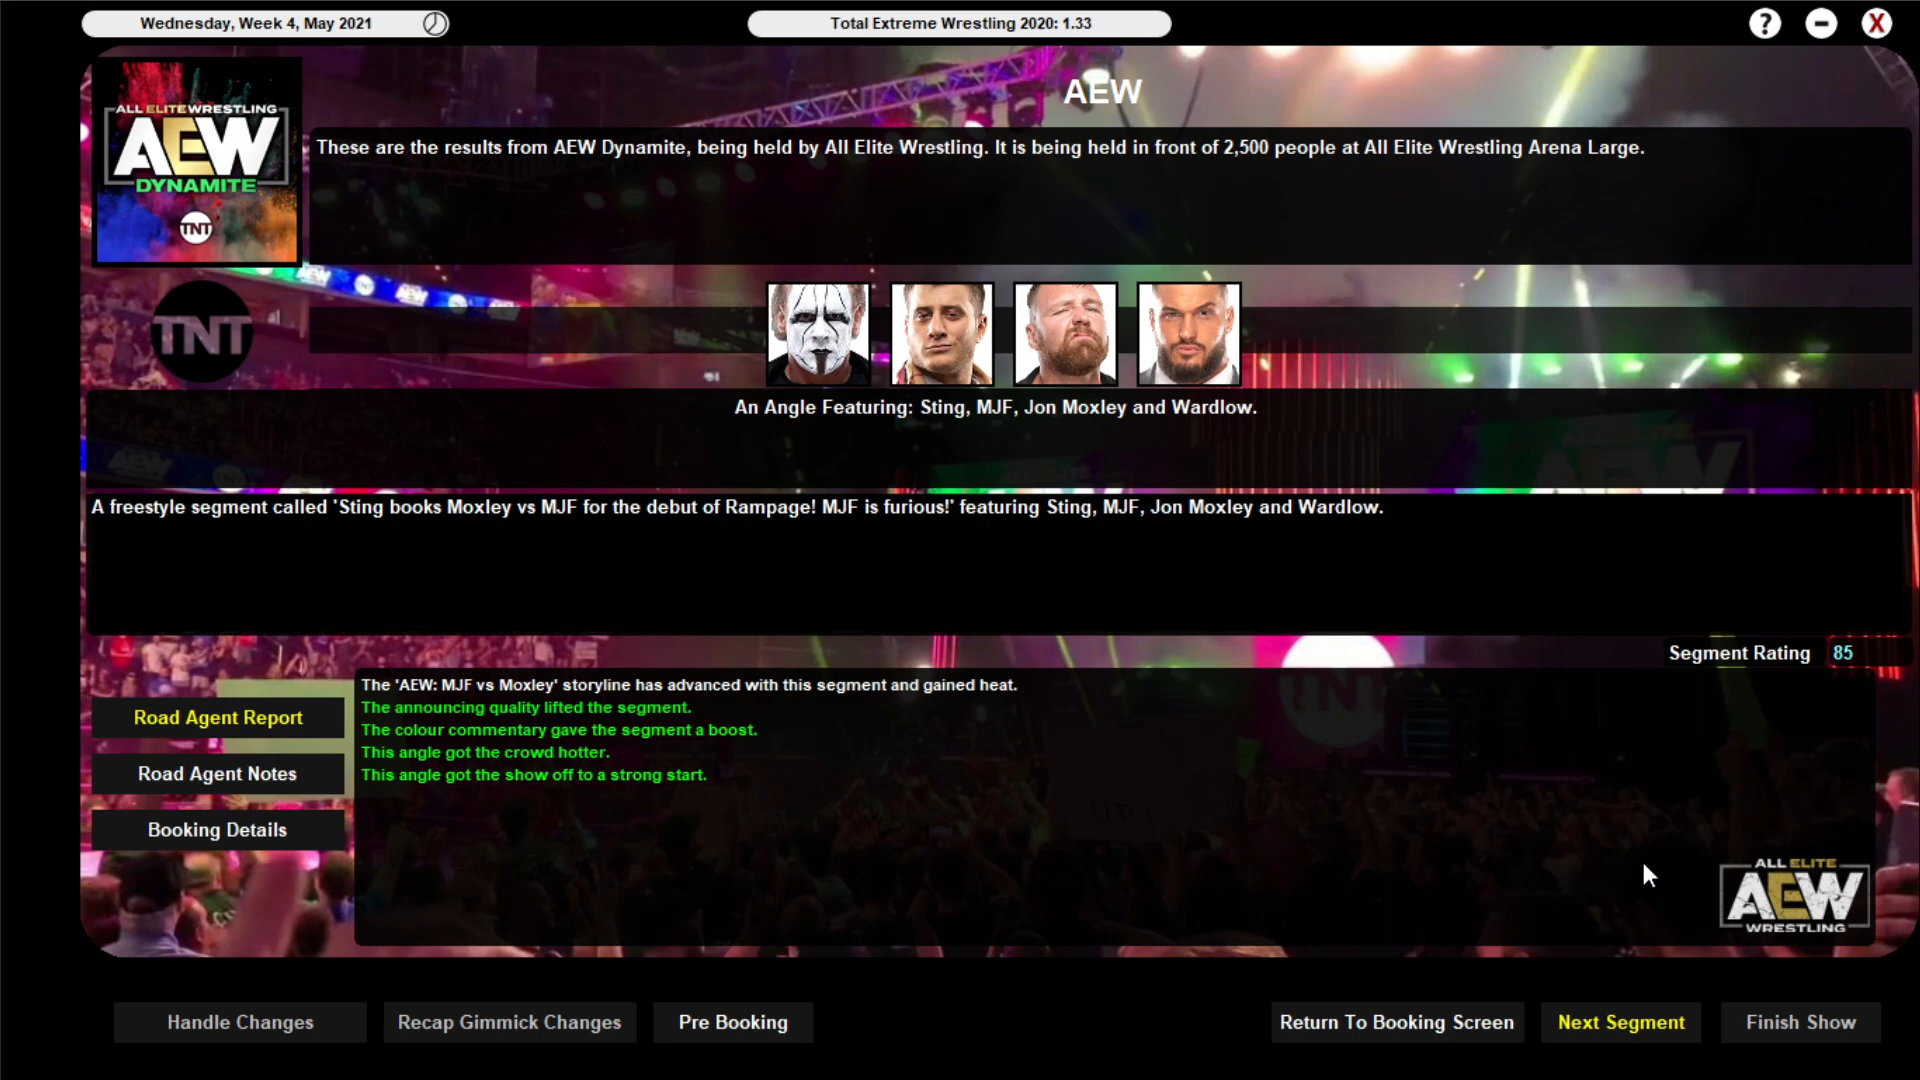 Wednesday, Week 4, May 2021
Total Extreme Wrestling 2020: 1.33
?
X
ALL ELITE WRESTLING
AEW
DYNAMITE
TNT
AEW
These are the results from AEW Dynamite, being held by All Elite Wrestling. It is being held in front of 2,500 people at All Elite Wrestling Arena Large.
TNT
An Angle Featuring: Sting, MJF, Jon Moxley and Wardlow.
A freestyle segment called 'Sting books Moxley vs MJF for the debut of Rampage! MJF is furious!' featuring Sting, MJF, Jon Moxley and Wardlow.
Segment Rating 85
Road Agent Report
Road Agent Notes
Booking Details
The 'AEW: MJF vs Moxley' storyline has advanced with this segment and gained heat.
The announcing quality lifted the segment.
The colour commentary gave the segment a boost.
This angle got the crowd hotter.
This angle got the show off to a strong start.
TNT
ALL ELITE
AEW
WRESTLING
Handle Changes
Recap Gimmick Changes
Pre Booking
Return To Booking Screen
Next Segment
Finish Show